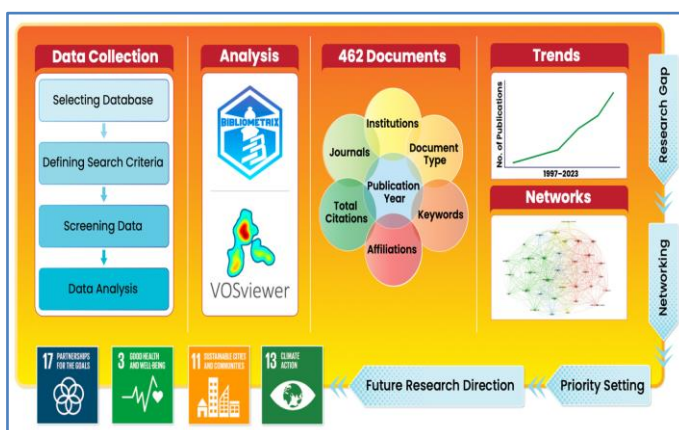 Data Collection
Selecting Database
Defining Search Criteria
Screening Data
Data Analysis
Analysis
BIBLIOMETRIX
VOSviewer
462 Documents
Institutions
Journals
Document
Type
Publication
Year
Total
Citations
Keywords
Affiliations
Trends
No. of Publications
1997-2023
Networks
Research Gap
Networking
Priority Setting
Future Research Direction
17 PARTNERSHIPS
FOR THE GOALS
3 GOOD HEALTH
AND WELL-BEING
11 SUSTAINABLE CITIES
AND COMMUNITIES
13 CLIMATE
ACTION